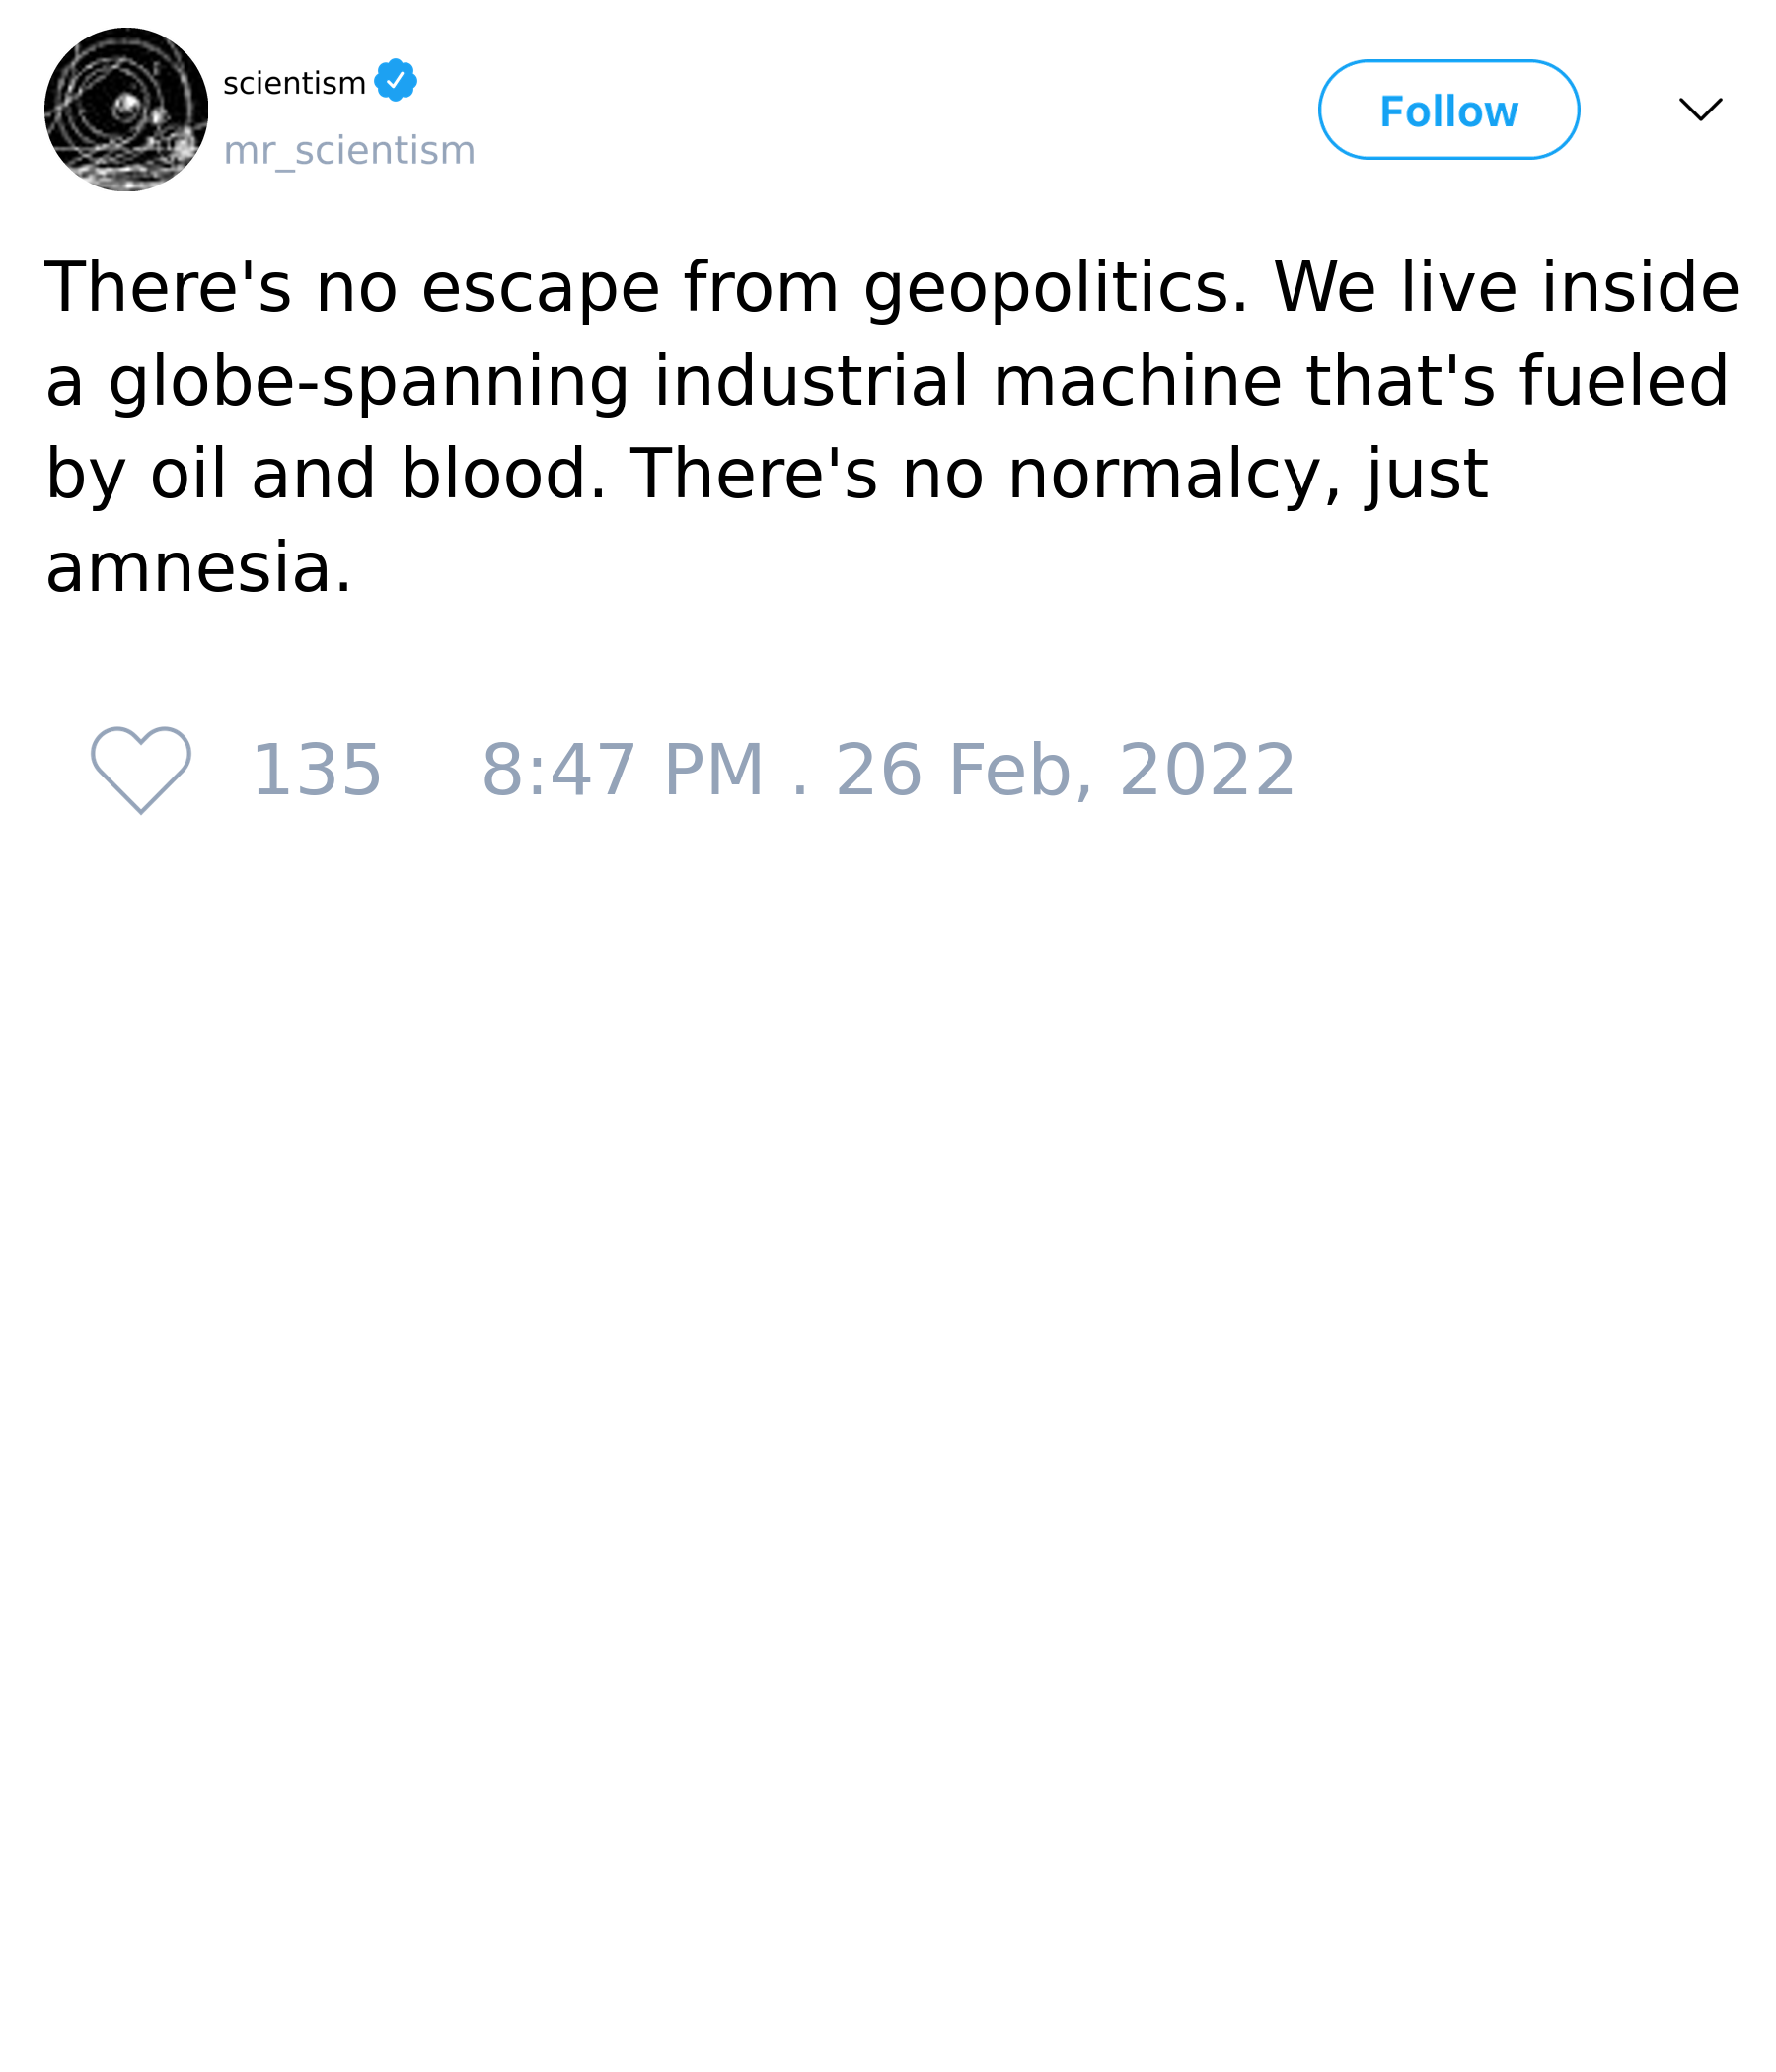 scientism
mr_scientism
Follow
There's no escape from geopolitics. We live inside
a globe-spanning industrial machine that's fueled
by oil and blood. There's no normalcy, just
amnesia.
135 8:47 PM . 26 Feb, 2022